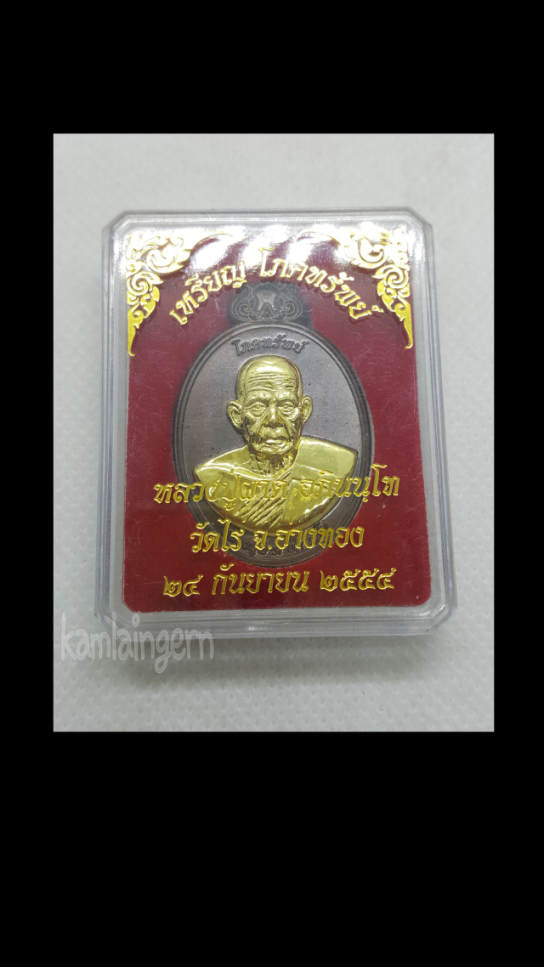 เหรียญ โภคทรัพย์
โภคทรัพย์
หลวงปู่
วัดไร จ.อ่างทอง
๒๔ กันยายน ๒๕๕๔
kamlaingern